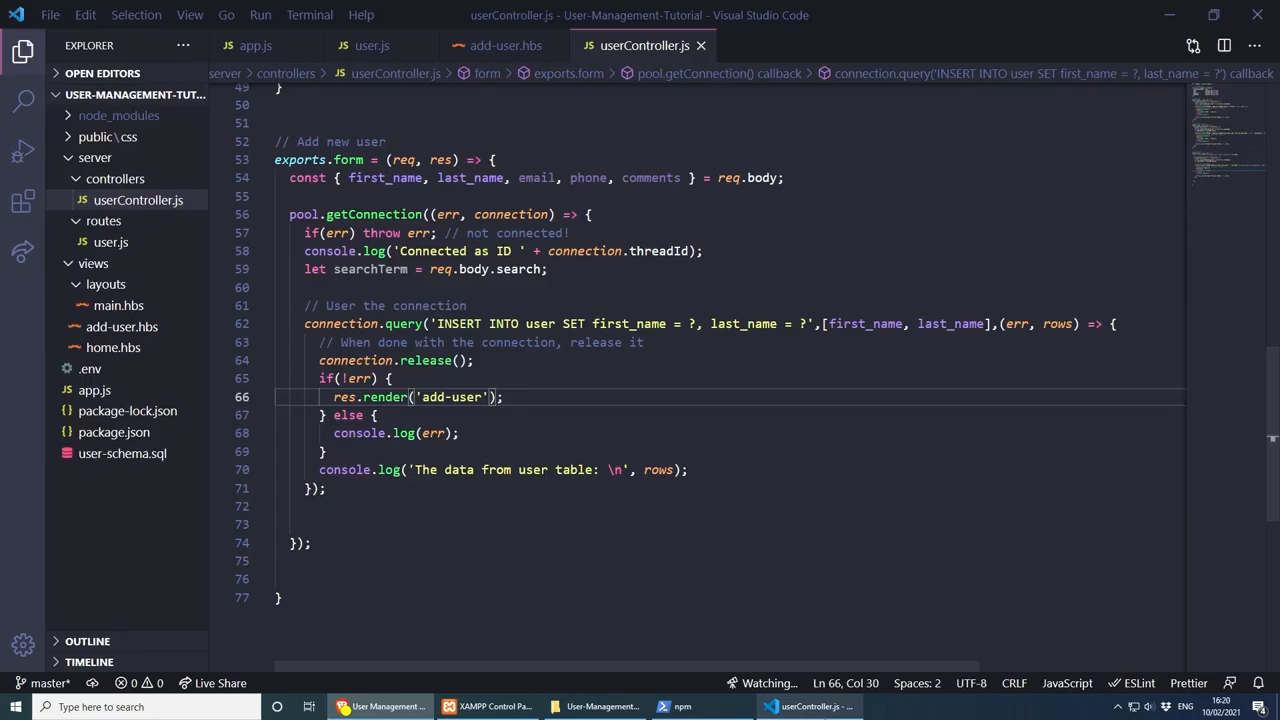 File Edit Selection View Go Run Terminal Help userController.js - User-Management-Tutorial - Visual Studio Code
EXPLORER
app.js user.js add-user.hbs userController.js
OPEN EDITORS
USER-MANAGEMENT-TUT...
node_modules
public\css
server
controllers
userController.js
routes
user.js
views
layouts
main.hbs
add-user.hbs
home.hbs
.env
app.js
package-lock.json
package.json
user-schema.sql
OUTLINE
TIMELINE
server > controllers > userController.js > form > exports.form > pool.getConnection() callback > connection.query('INSERT INTO user SET first_name = ?, last_name = ?') callback
49 }
50
51
52 // Add new user
53 exports.form = (req, res) => {
54 const { first_name, last_name, email, phone, comments } = req.body;
55
56 pool.getConnection((err, connection) => {
57 if(err) throw err; // not connected!
58 console.log('Connected as ID ' + connection.threadId);
59 let searchTerm = req.body.search;
60
61 // User the connection
62 connection.query('INSERT INTO user SET first_name = ?, last_name = ?',[first_name, last_name],(err, rows) => {
63 // When done with the connection, release it
64 connection.release();
65 if(!err) {
66 res.render('add-user');
67 } else {
68 console.log(err);
69 }
70 console.log('The data from user table: \n', rows);
71 });
72
73
74 });
75
76
77 }
master* 0 0 Live Share Watching... Ln 66, Col 30 Spaces: 2 UTF-8 CRLF JavaScript ESLint Prettier
Type here to search User Management ... XAMPP Control Pa... User-Management... npm userController.js - ... ENG 16:20
10/02/2021